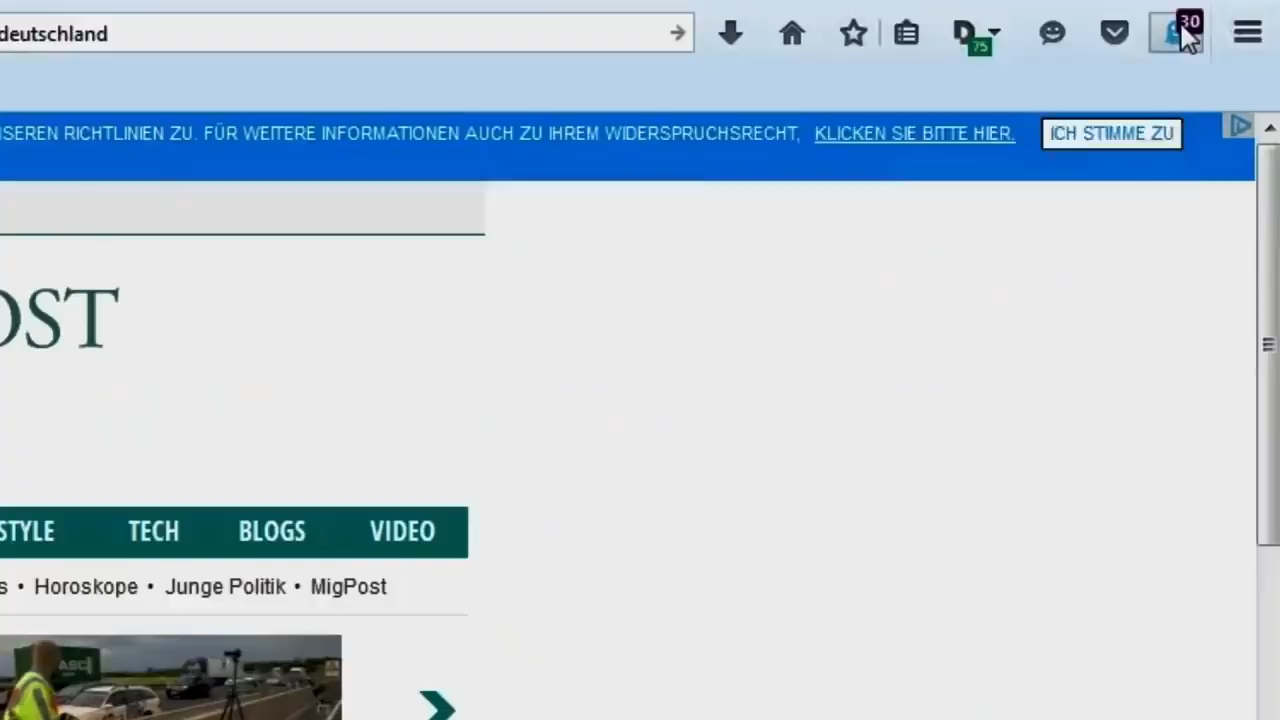 deutschland
30
75
SEREN RICHTLINIEN ZU. FÜR WEITERE INFORMATIONEN AUCH ZU IHREM WIDERSPRUCHSRECHT, KLICKEN SIE BITTE HIER. ICH STIMME ZU
OST
STYLE TECH BLOGS VIDEO
s • Horoskope • Junge Politik • MigPost
ASC